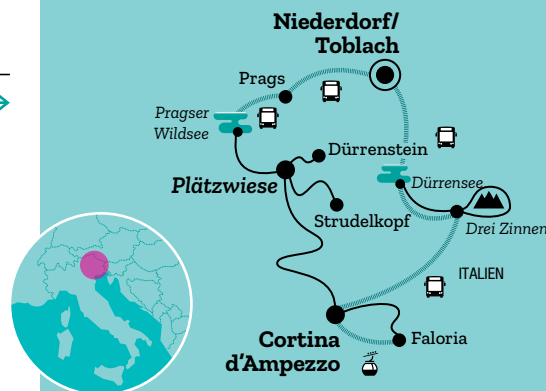 Niederdorf/
Toblach
Prags
Pragser
Wildsee
Dürrenstein
Plätzwiese
Dürrensee
Strudelkopf
Drei Zinnen
ITALIEN
Cortina
d'Ampezzo
Faloria